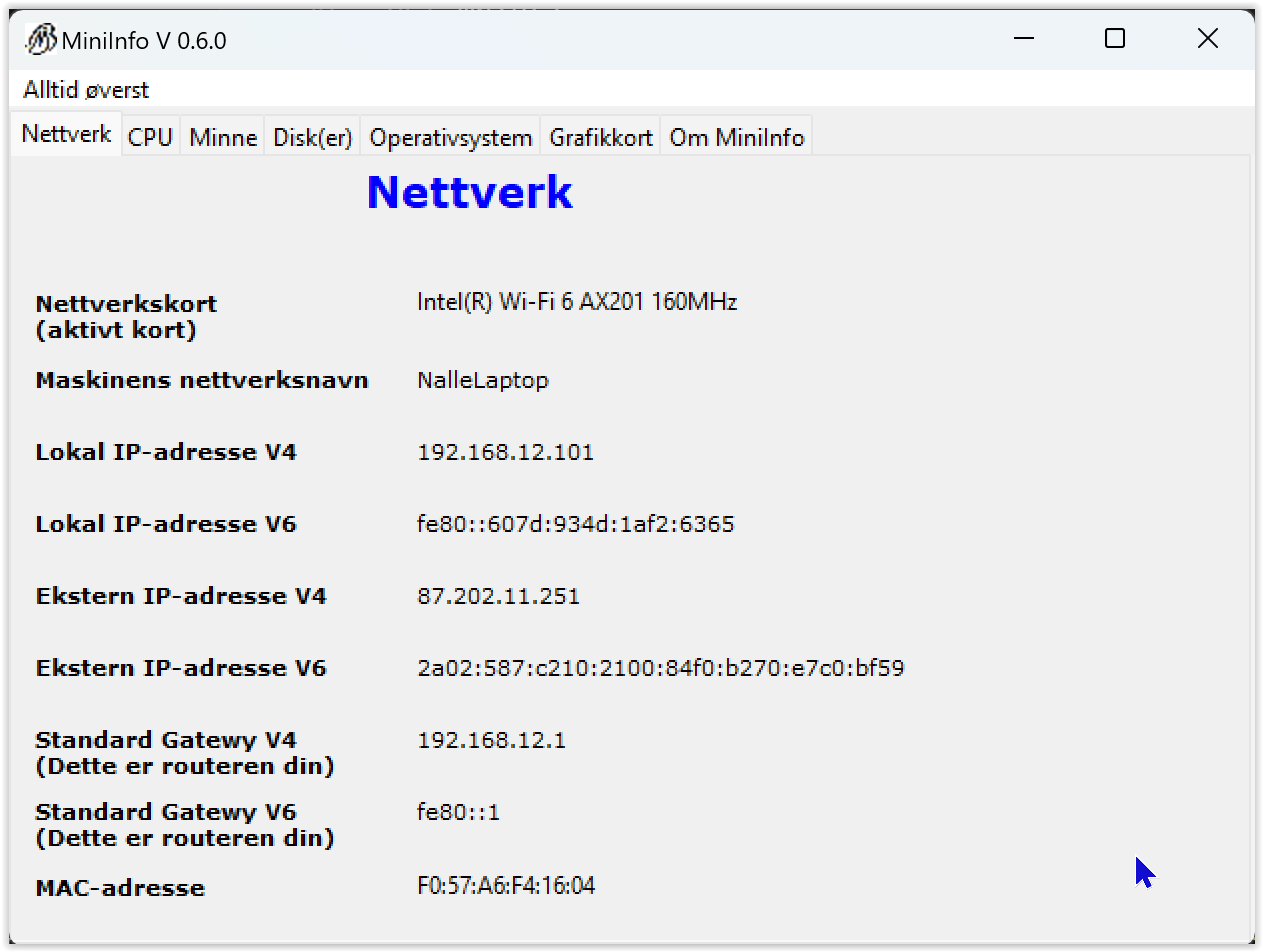 MiniInfo V 0.6.0
Alltid øverst
Nettverk CPU Minne Disk(er) Operativsystem Grafikkort Om MiniInfo
Nettverk
Nettverkskort Intel(R) Wi-Fi 6 AX201 160MHz
(aktivt kort)
Maskinens nettverksnavn NalleLaptop
Lokal IP-adresse V4 192.168.12.101
Lokal IP-adresse V6 fe80::607d:934d:1af2:6365
Ekstern IP-adresse V4 87.202.11.251
Ekstern IP-adresse V6 2a02:587:c210:2100:84f0:b270:e7c0:bf59
Standard Gatewy V4 192.168.12.1
(Dette er routeren din)
Standard Gatewy V6 fe80::1
(Dette er routeren din)
MAC-adresse F0:57:A6:F4:16:04